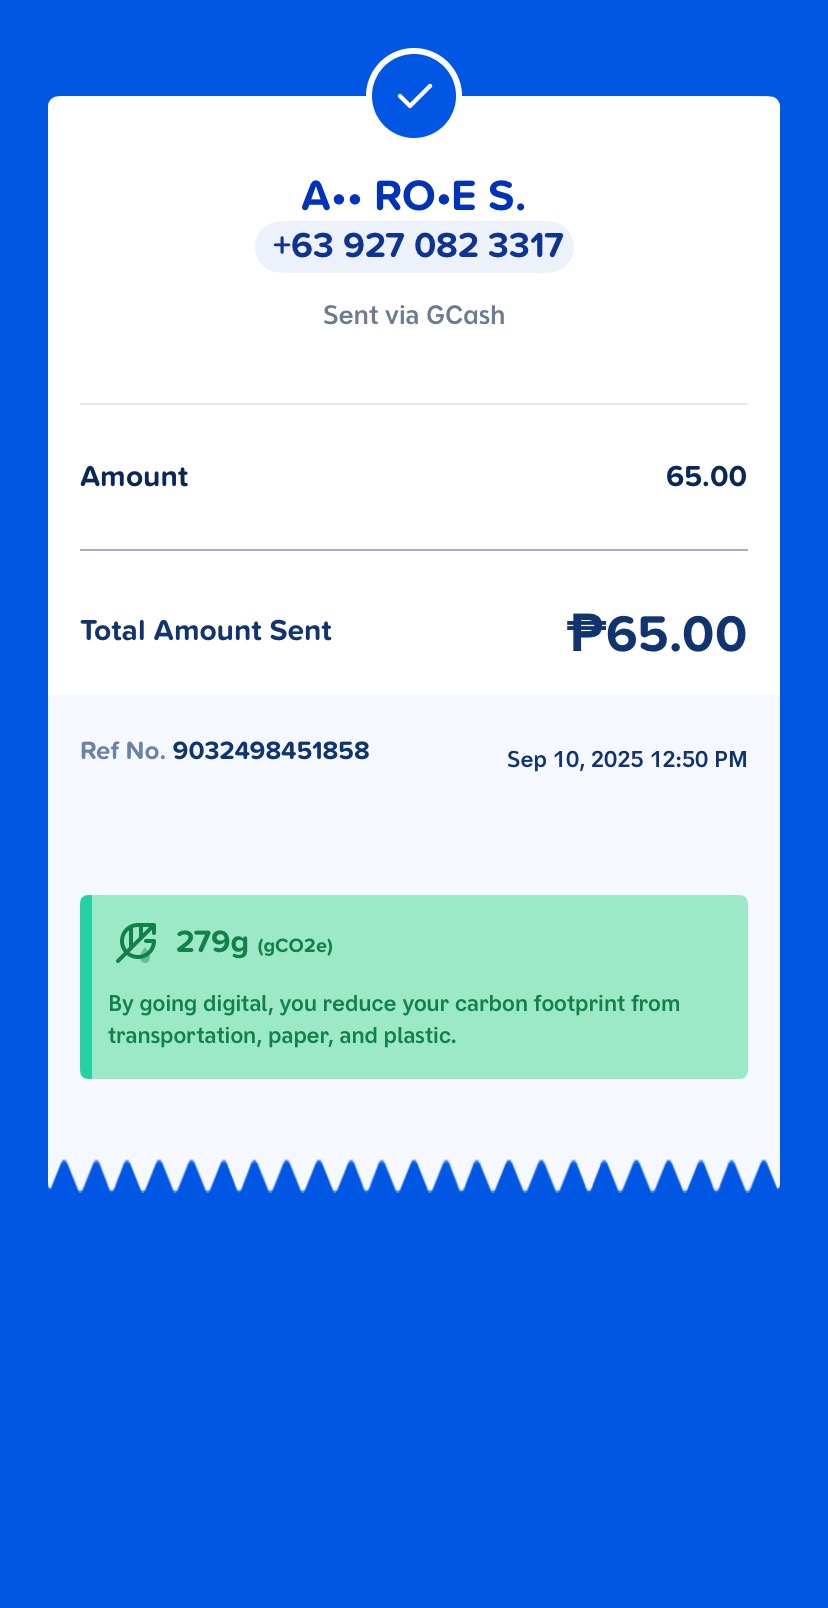 A•• RO•E S.
+63 927 082 3317
Sent via GCash
Amount 65.00
Total Amount Sent ₱65.00
Ref No. 9032498451858 Sep 10, 2025 12:50 PM
279g (gCO2e)
By going digital, you reduce your carbon footprint from
transportation, paper, and plastic.